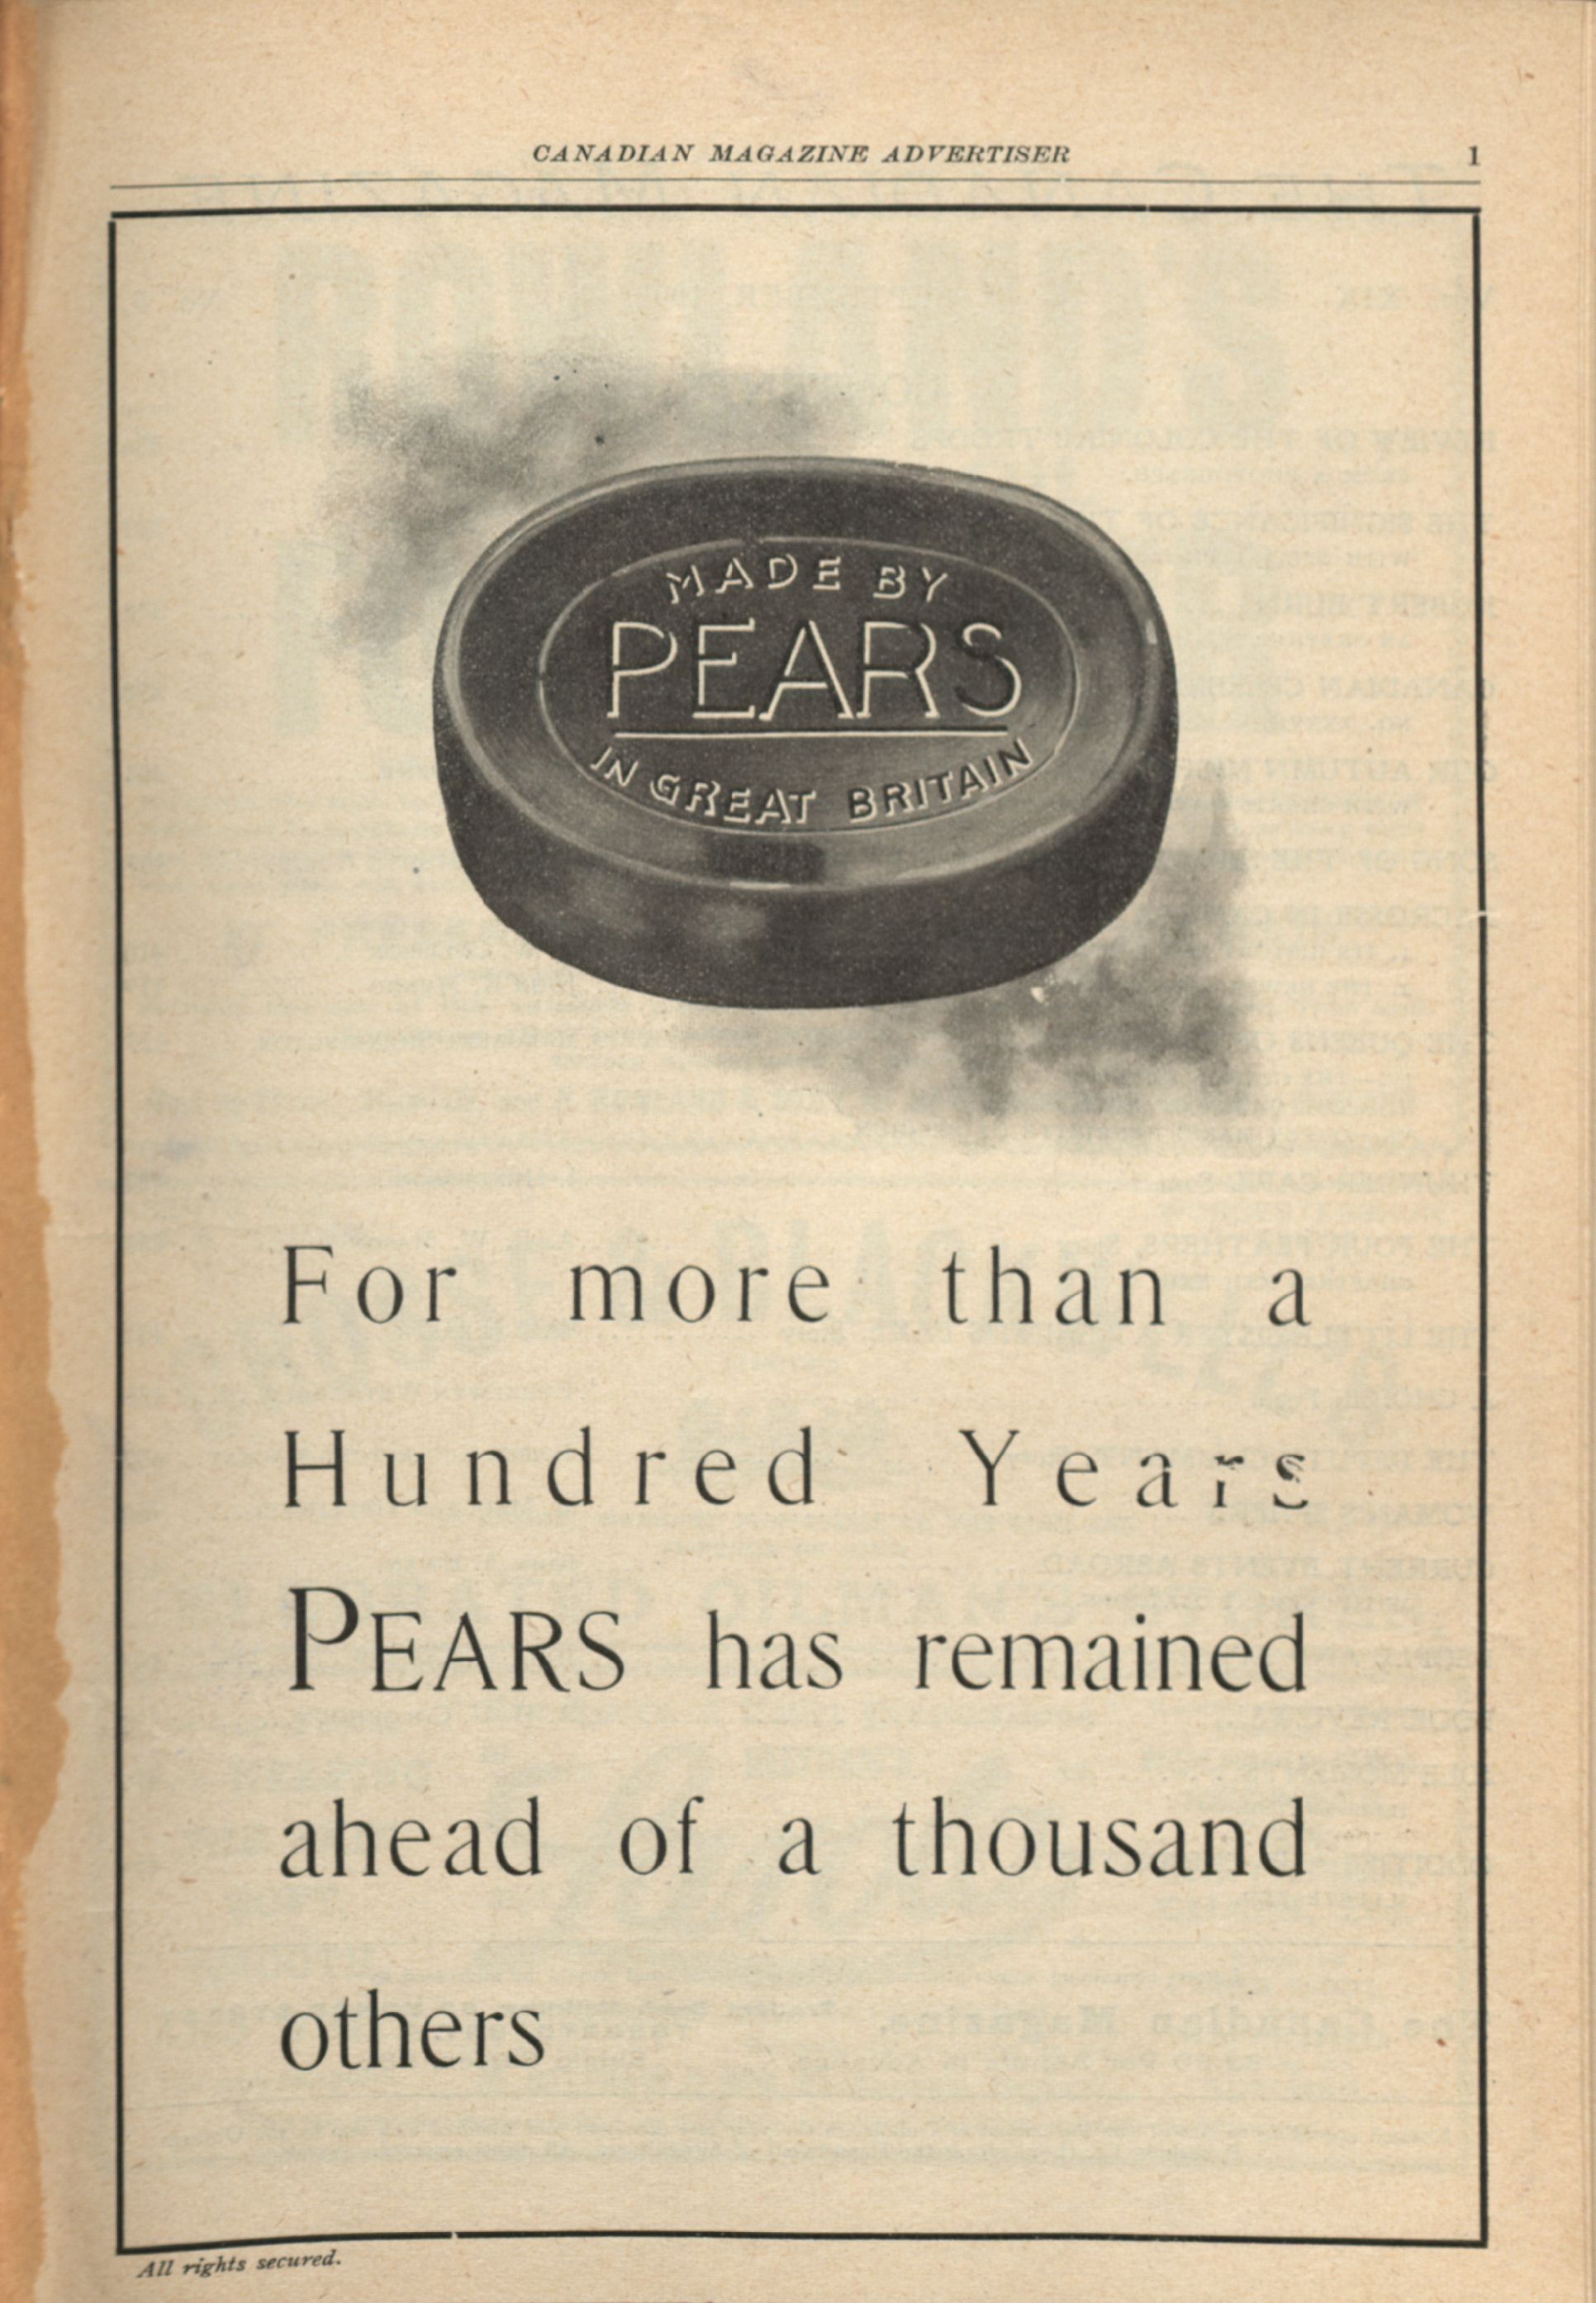 CANADIAN MAGAZINE ADVERTISER 1
MADE BY
PEARS
IN GREAT BRITAIN
For more than a
Hundred Years
PEARS has remained
ahead of a thousand
others
All rights secured.